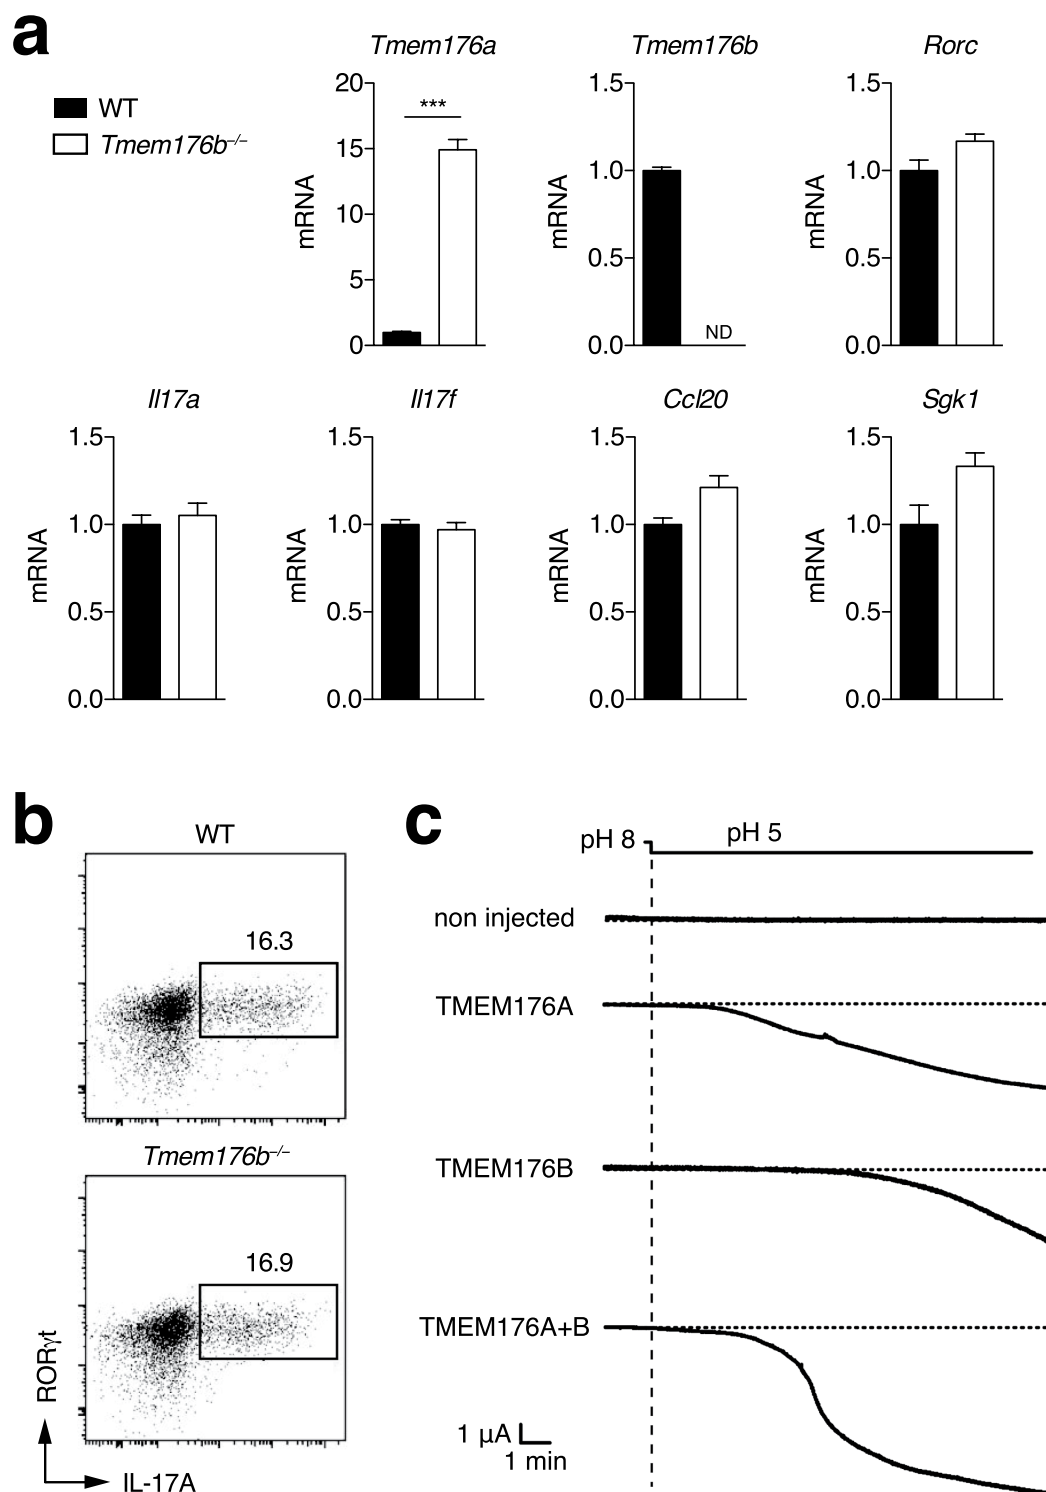 a
WT
Tmem176b–/–
Tmem176a
20
15
10
5
0
mRNA
***
Tmem176b
1.5
1.0
0.5
0.0
mRNA
ND
Rorc
1.5
1.0
0.5
0.0
mRNA
Il17a
1.5
1.0
0.5
0.0
mRNA
Il17f
1.5
1.0
0.5
0.0
mRNA
Ccl20
1.5
1.0
0.5
0.0
mRNA
Sgk1
1.5
1.0
0.5
0.0
mRNA
b
WT
16.3
Tmem176b–/–
16.9
RORγt
IL-17A
c
pH 8
pH 5
non injected
TMEM176A
TMEM176B
TMEM176A+B
1 µA
1 min